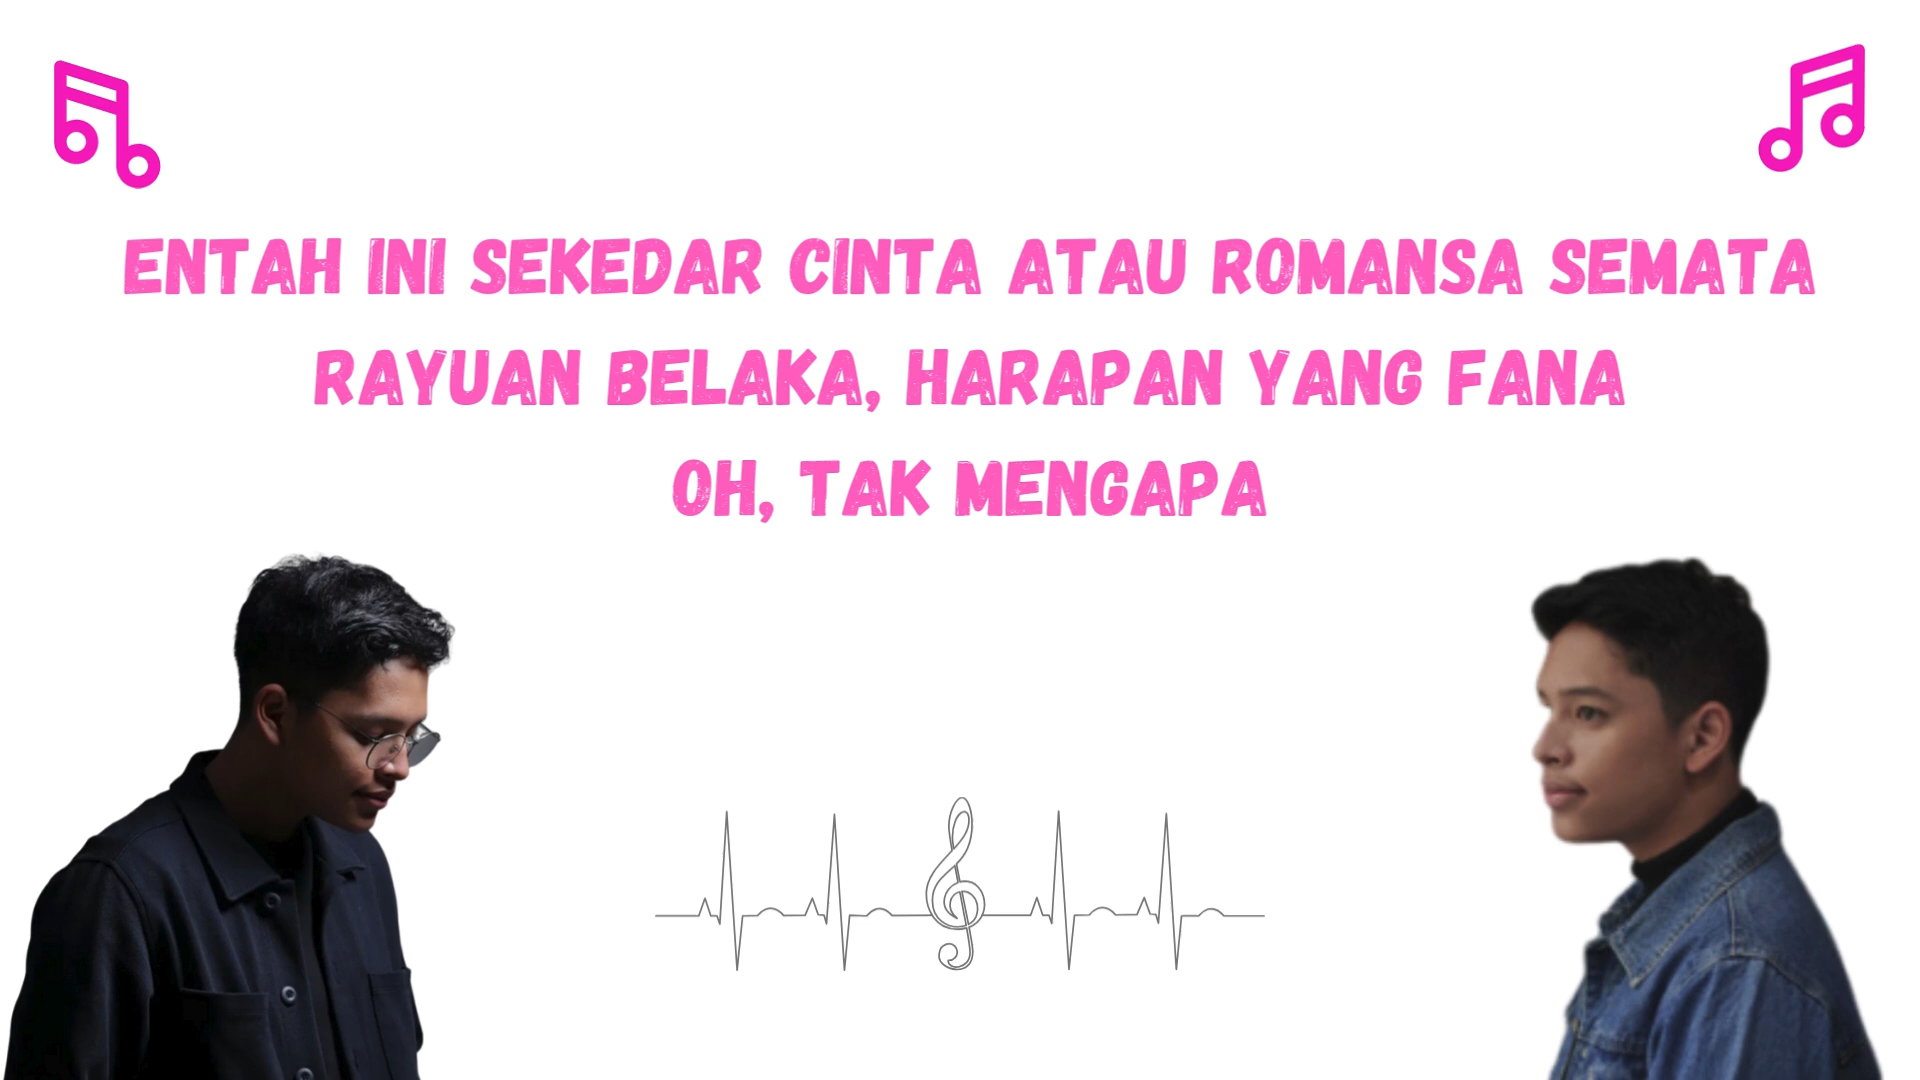 ENTAH INI SEKEDAR CINTA ATAU ROMANSA SEMATA
RAYUAN BELAKA, HARAPAN YANG FANA
OH, TAK MENGAPA